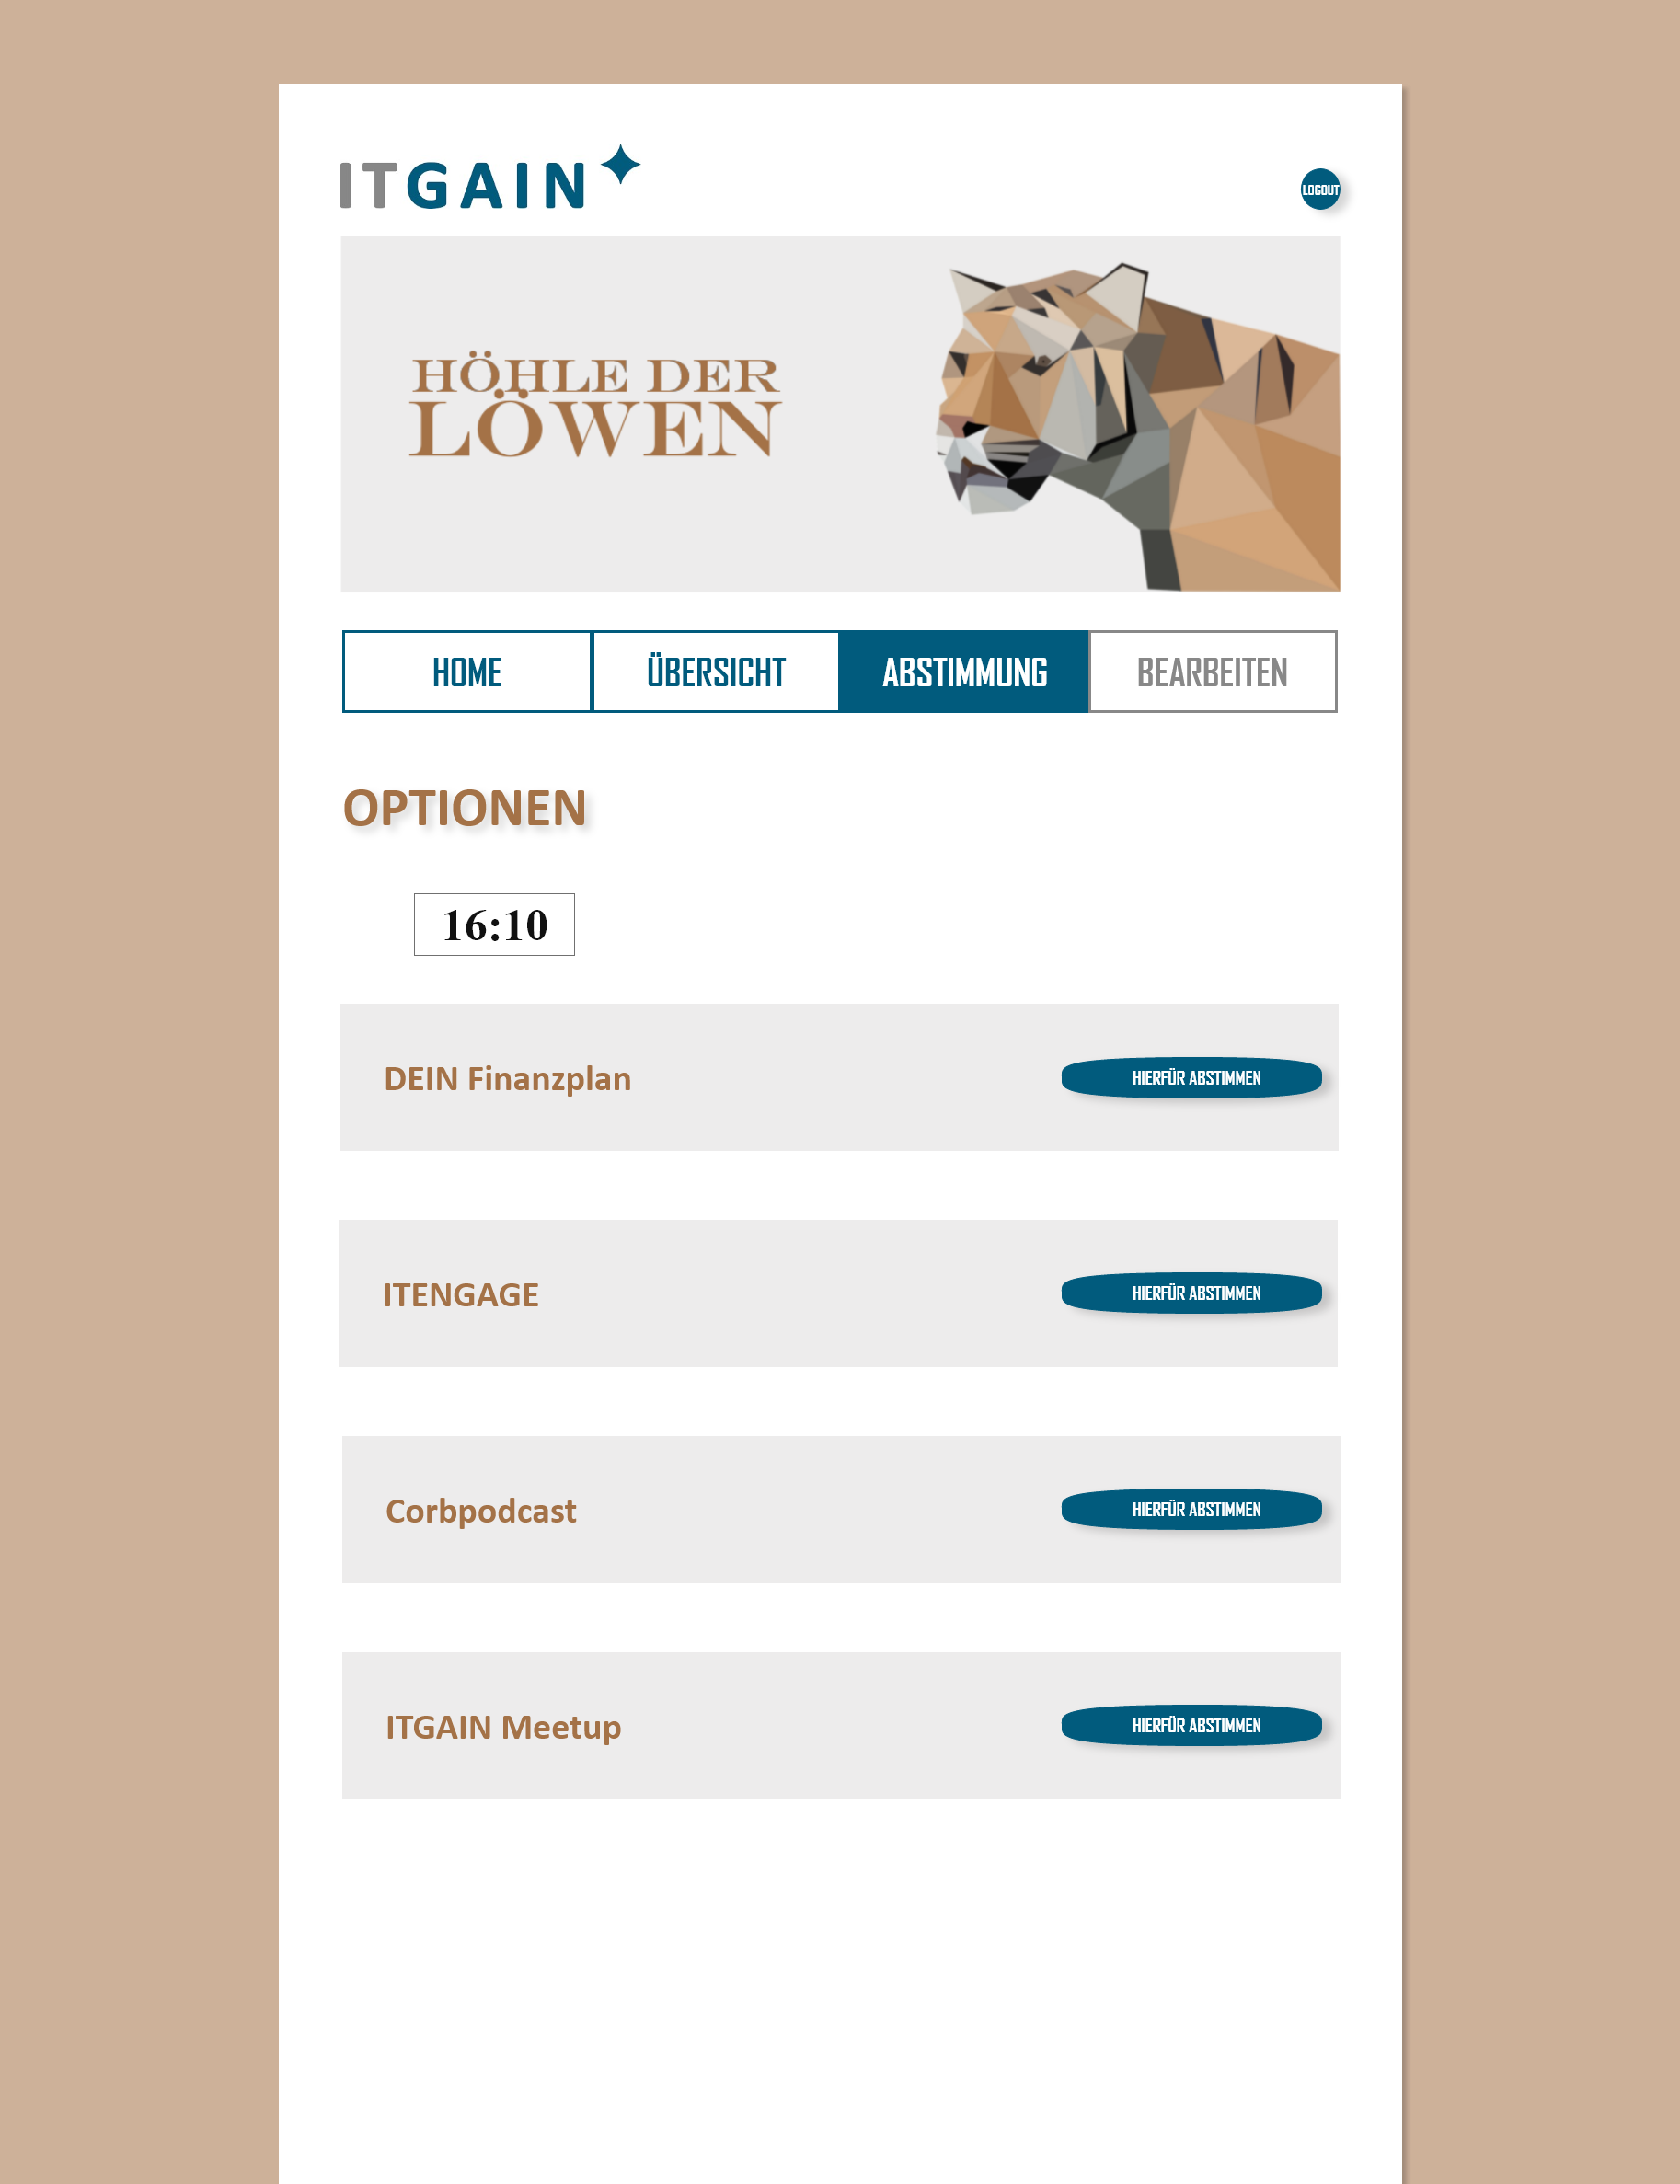 ITGAIN
LOGOUT
HÖHLE DER
LÖWEN
HOME
ÜBERSICHT
ABSTIMMUNG
BEARBEITEN
OPTIONEN
16:10
DEIN Finanzplan
HIERFÜR ABSTIMMEN
ITENGAGE
HIERFÜR ABSTIMMEN
Corbpodcast
HIERFÜR ABSTIMMEN
ITGAIN Meetup
HIERFÜR ABSTIMMEN